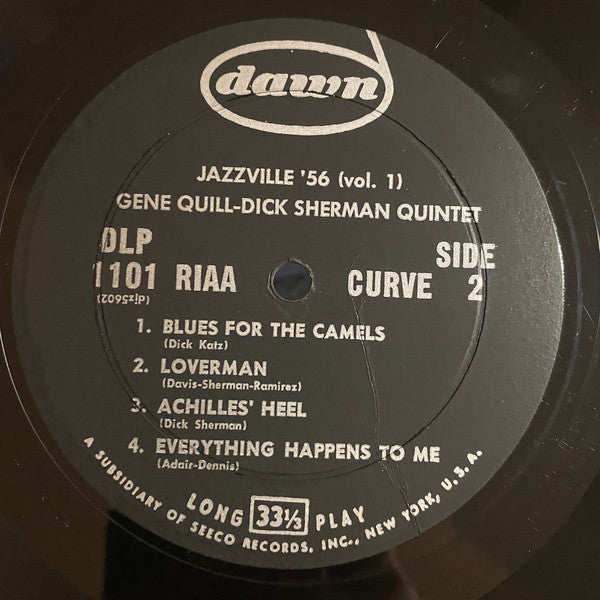 dawn
JAZZVILLE '56 (vol. 1)
GENE QUILL-DICK SHERMAN QUINTET
DLP SIDE
1101 RIAA CURVE 2
(dlz5602)
1. BLUES FOR THE CAMELS
(Dick Katz)
2. LOVERMAN
(Davis-Sherman-Ramirez)
3. ACHILLES' HEEL
(Dick Sherman)
4. EVERYTHING HAPPENS TO ME
(Adair-Dennis)
LONG 33⅓ PLAY
A SUBSIDIARY OF SEECO RECORDS, INC., NEW YORK, U.S.A.